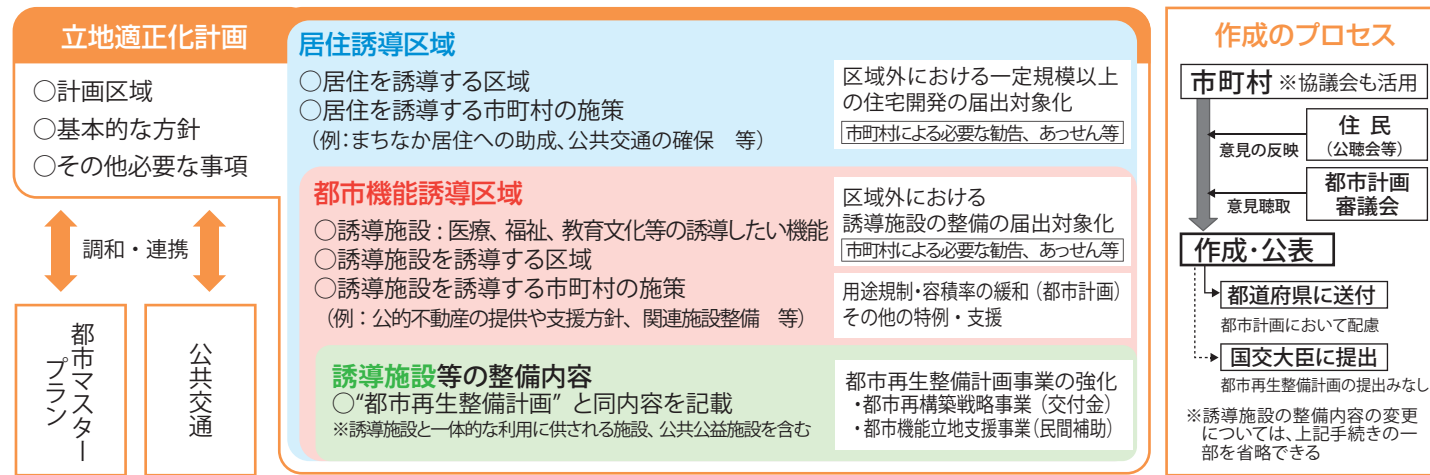 立地適正化計画
○計画区域
○基本的な方針
○その他必要な事項
調和・連携
都市マスタープラン
公共交通
居住誘導区域
○居住を誘導する区域
○居住を誘導する市町村の施策
(例:まちなか居住への助成、公共交通の確保 等)
区域外における一定規模以上
の住宅開発の届出対象化
市町村による必要な勧告、あっせん等
都市機能誘導区域
○誘導施設:医療、福祉、教育文化等の誘導したい機能
○誘導施設を誘導する区域
○誘導施設を誘導する市町村の施策
(例:公的不動産の提供や支援方針、関連施設整備 等)
区域外における
誘導施設の整備の届出対象化
市町村による必要な勧告、あっせん等
用途規制・容積率の緩和(都市計画)
その他の特例・支援
誘導施設等の整備内容
○“都市再生整備計画”と同内容を記載
※誘導施設と一体的な利用に供される施設、公共公益施設を含む
都市再生整備計画事業の強化
・都市再構築戦略事業(交付金)
・都市機能立地支援事業(民間補助)
作成のプロセス
市町村 ※協議会も活用
住民
(公聴会等)
意見の反映
都市計画
審議会
意見聴取
作成・公表
都道府県に送付
都市計画において配慮
国交大臣に提出
都市再生整備計画の提出みなし
※誘導施設の整備内容の変更
については、上記手続きの一
部を省略できる